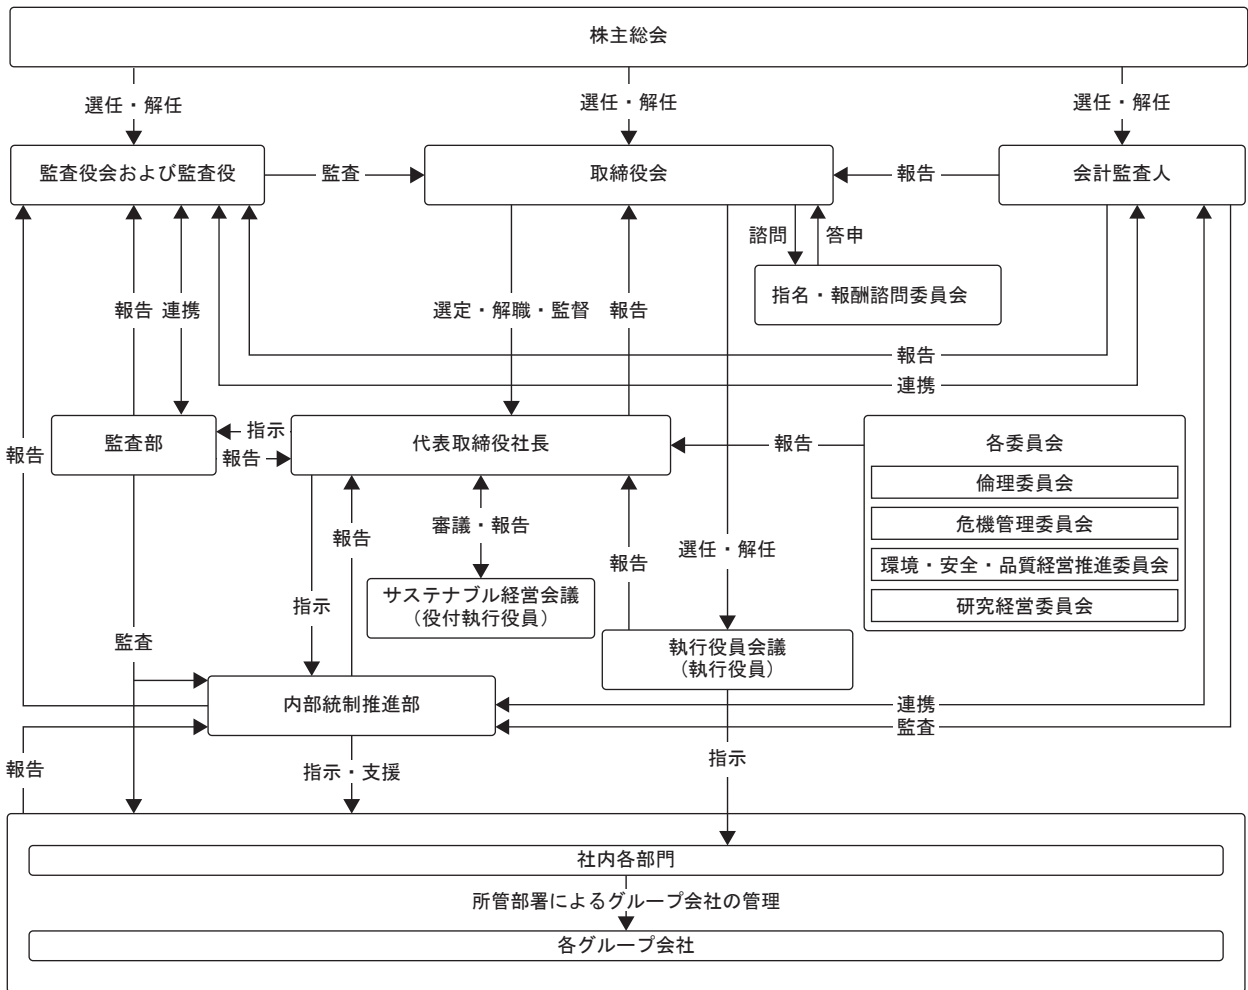 株主総会
選任・解任
選任・解任
選任・解任
監査役会および監査役
監査
取締役会
報告
会計監査人
諮問
答申
指名・報酬諮問委員会
報告
連携
選定・解職・監督
報告
報告
連携
監査部
指示
報告
代表取締役社長
報告
各委員会
倫理委員会
危機管理委員会
環境・安全・品質経営推進委員会
研究経営委員会
報告
審議・報告
報告
報告
選任・解任
サステナブル経営会議
（役付執行役員）
指示
監査
執行役員会議
（執行役員）
内部統制推進部
連携
監査
報告
指示・支援
指示
社内各部門
所管部署によるグループ会社の管理
各グループ会社